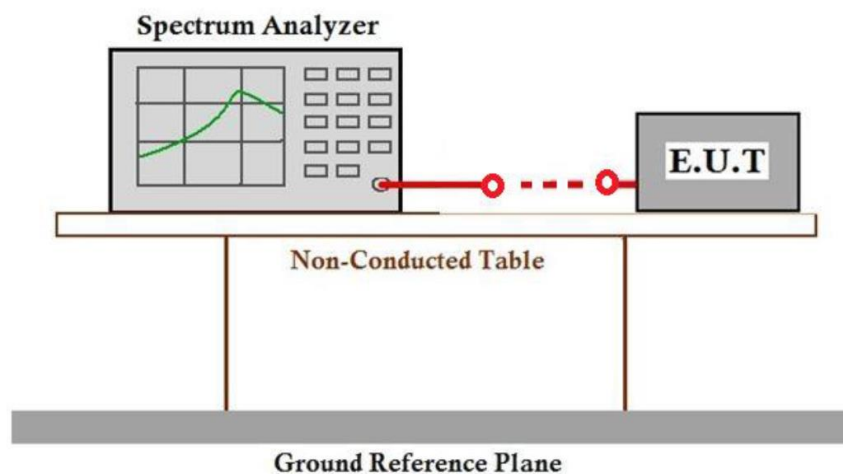 Spectrum Analyzer
E.U.T
Non-Conducted Table
Ground Reference Plane